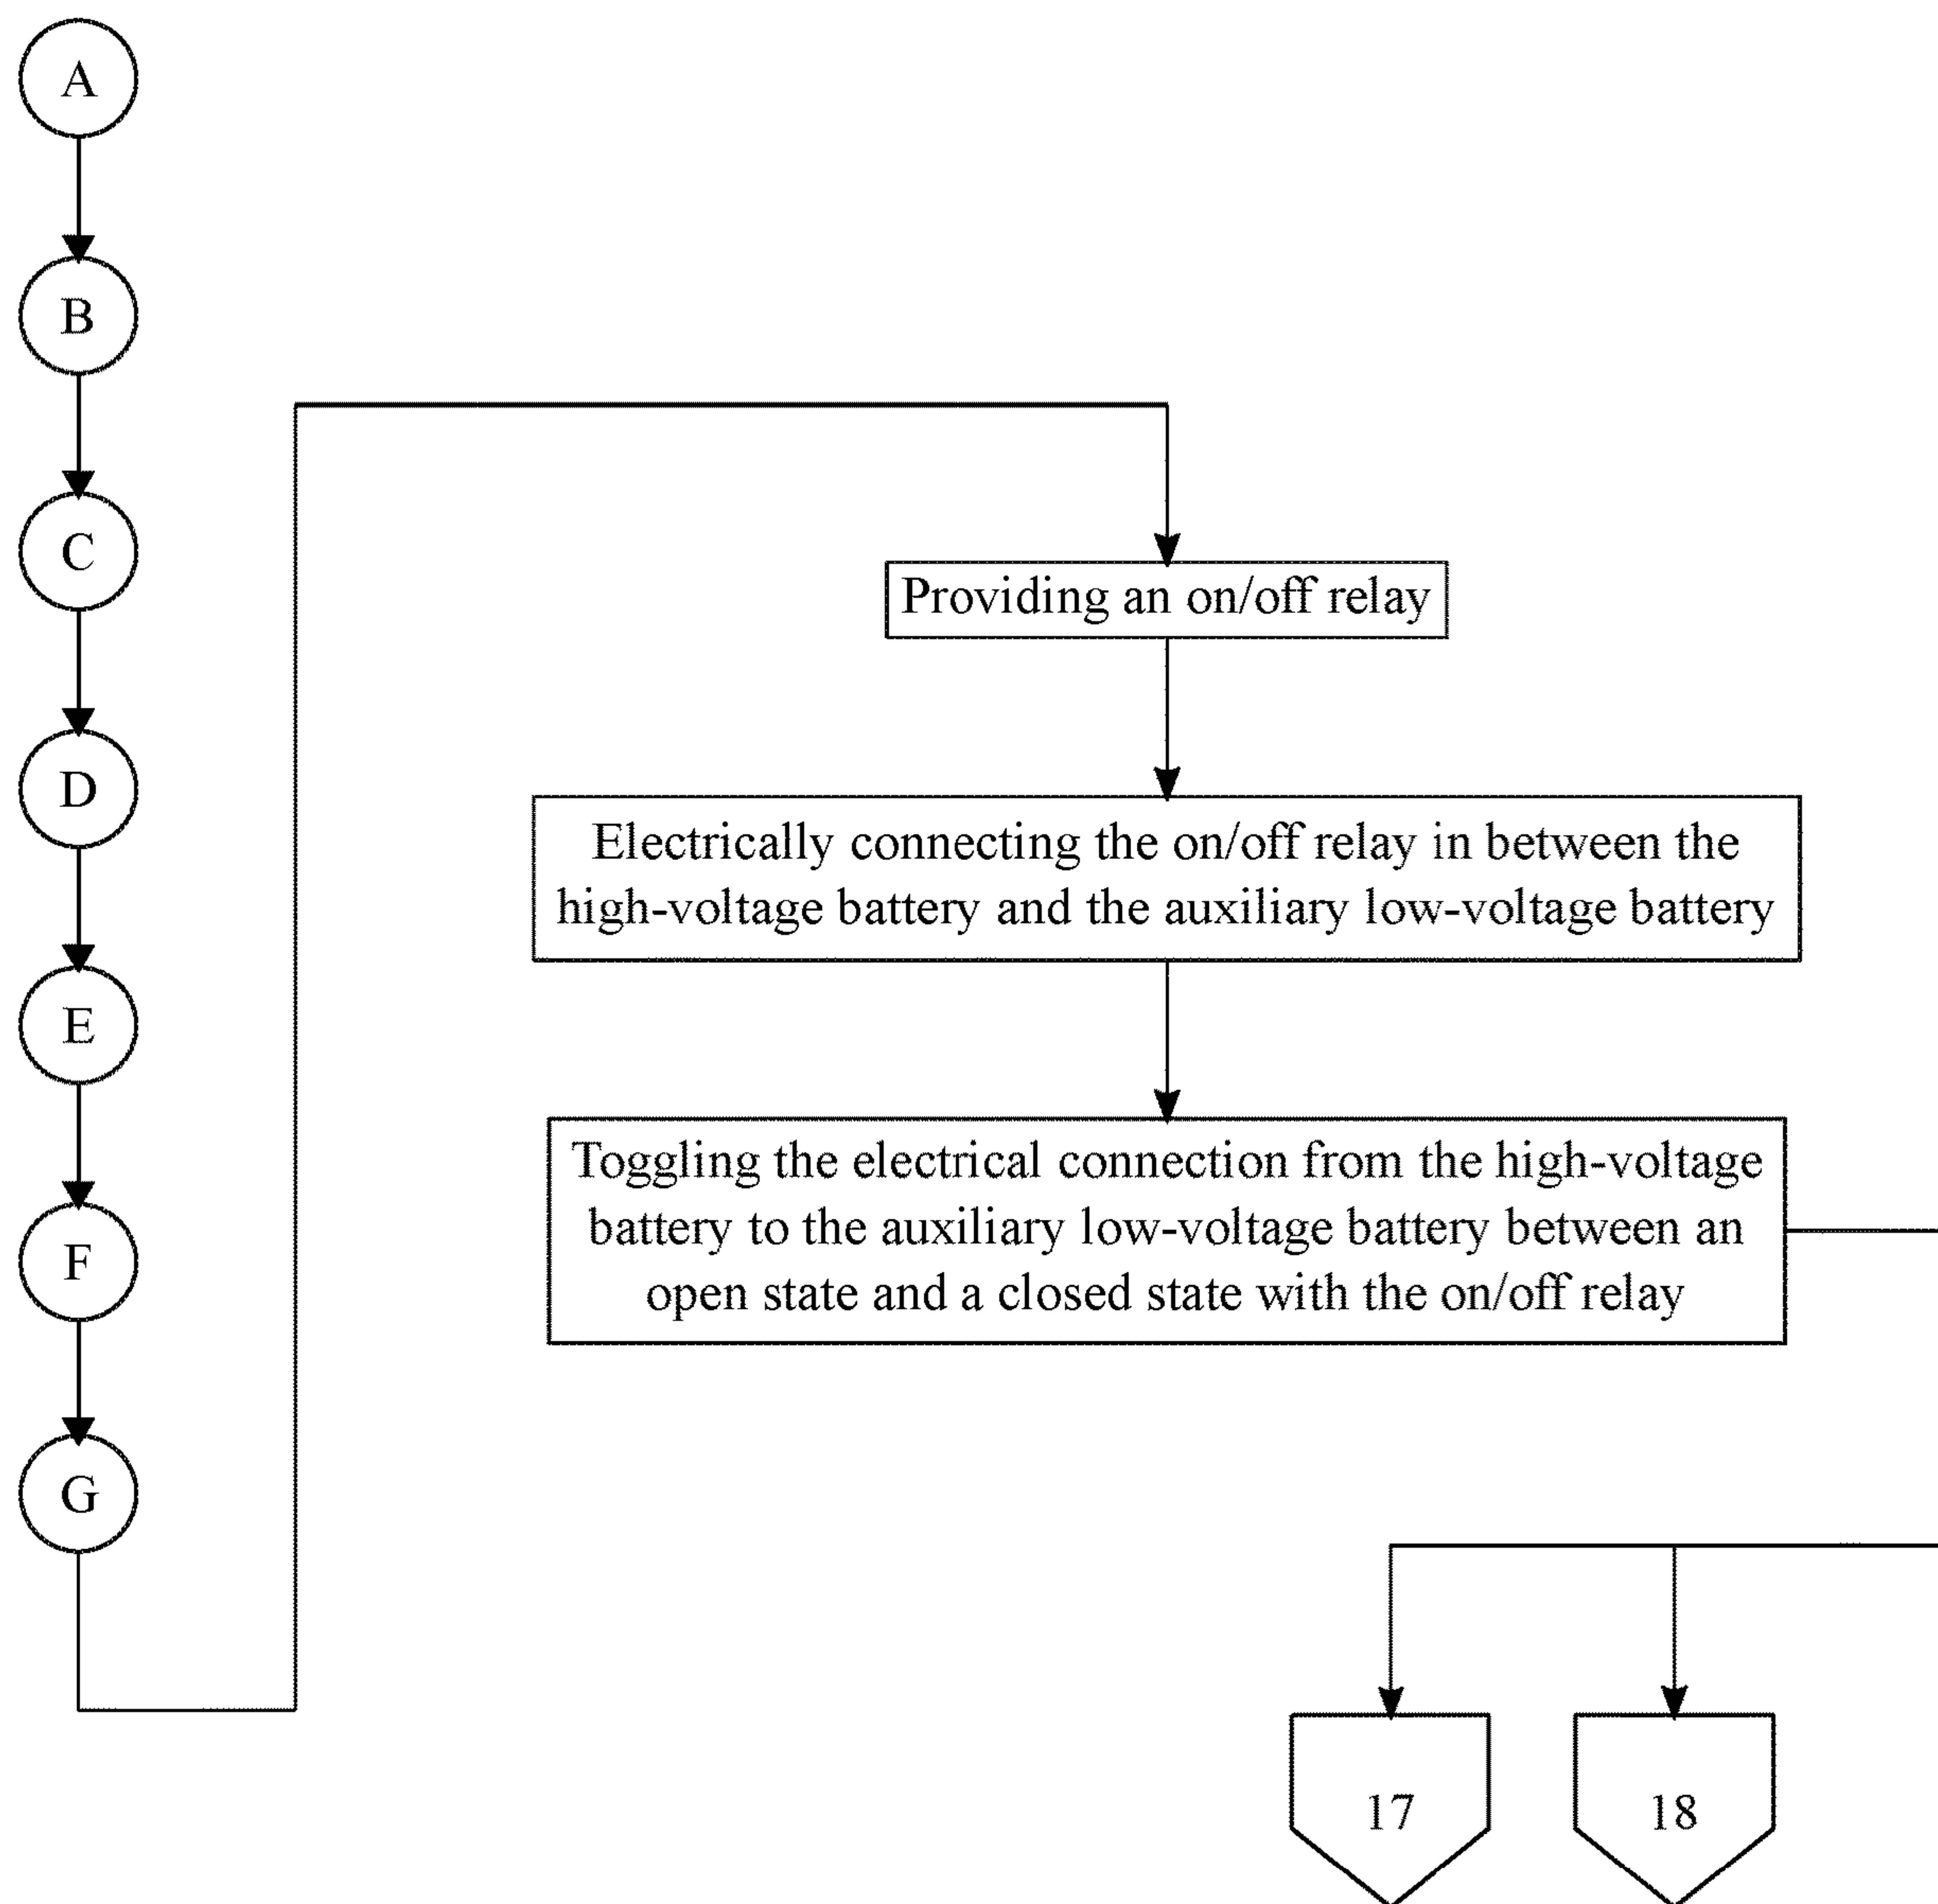 A
B
C
D
E
F
G
Providing an on/off relay
Electrically connecting the on/off relay in between the
high-voltage battery and the auxiliary low-voltage battery
Toggling the electrical connection from the high-voltage
battery to the auxiliary low-voltage battery between an
open state and a closed state with the on/off relay
17
18